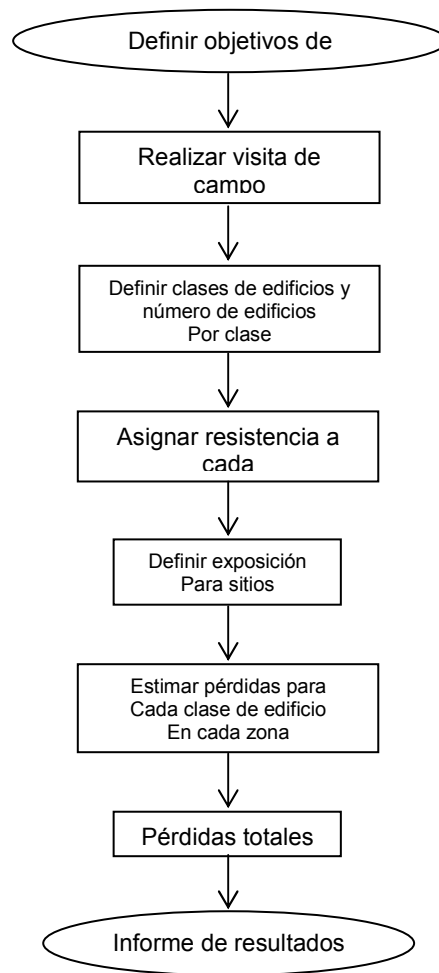 Definir objetivos de
Realizar visita de
campo
Definir clases de edificios y
número de edificios
Por clase
Asignar resistencia a
cada
Definir exposición
Para sitios
Estimar pérdidas para
Cada clase de edificio
En cada zona
Pérdidas totales
Informe de resultados